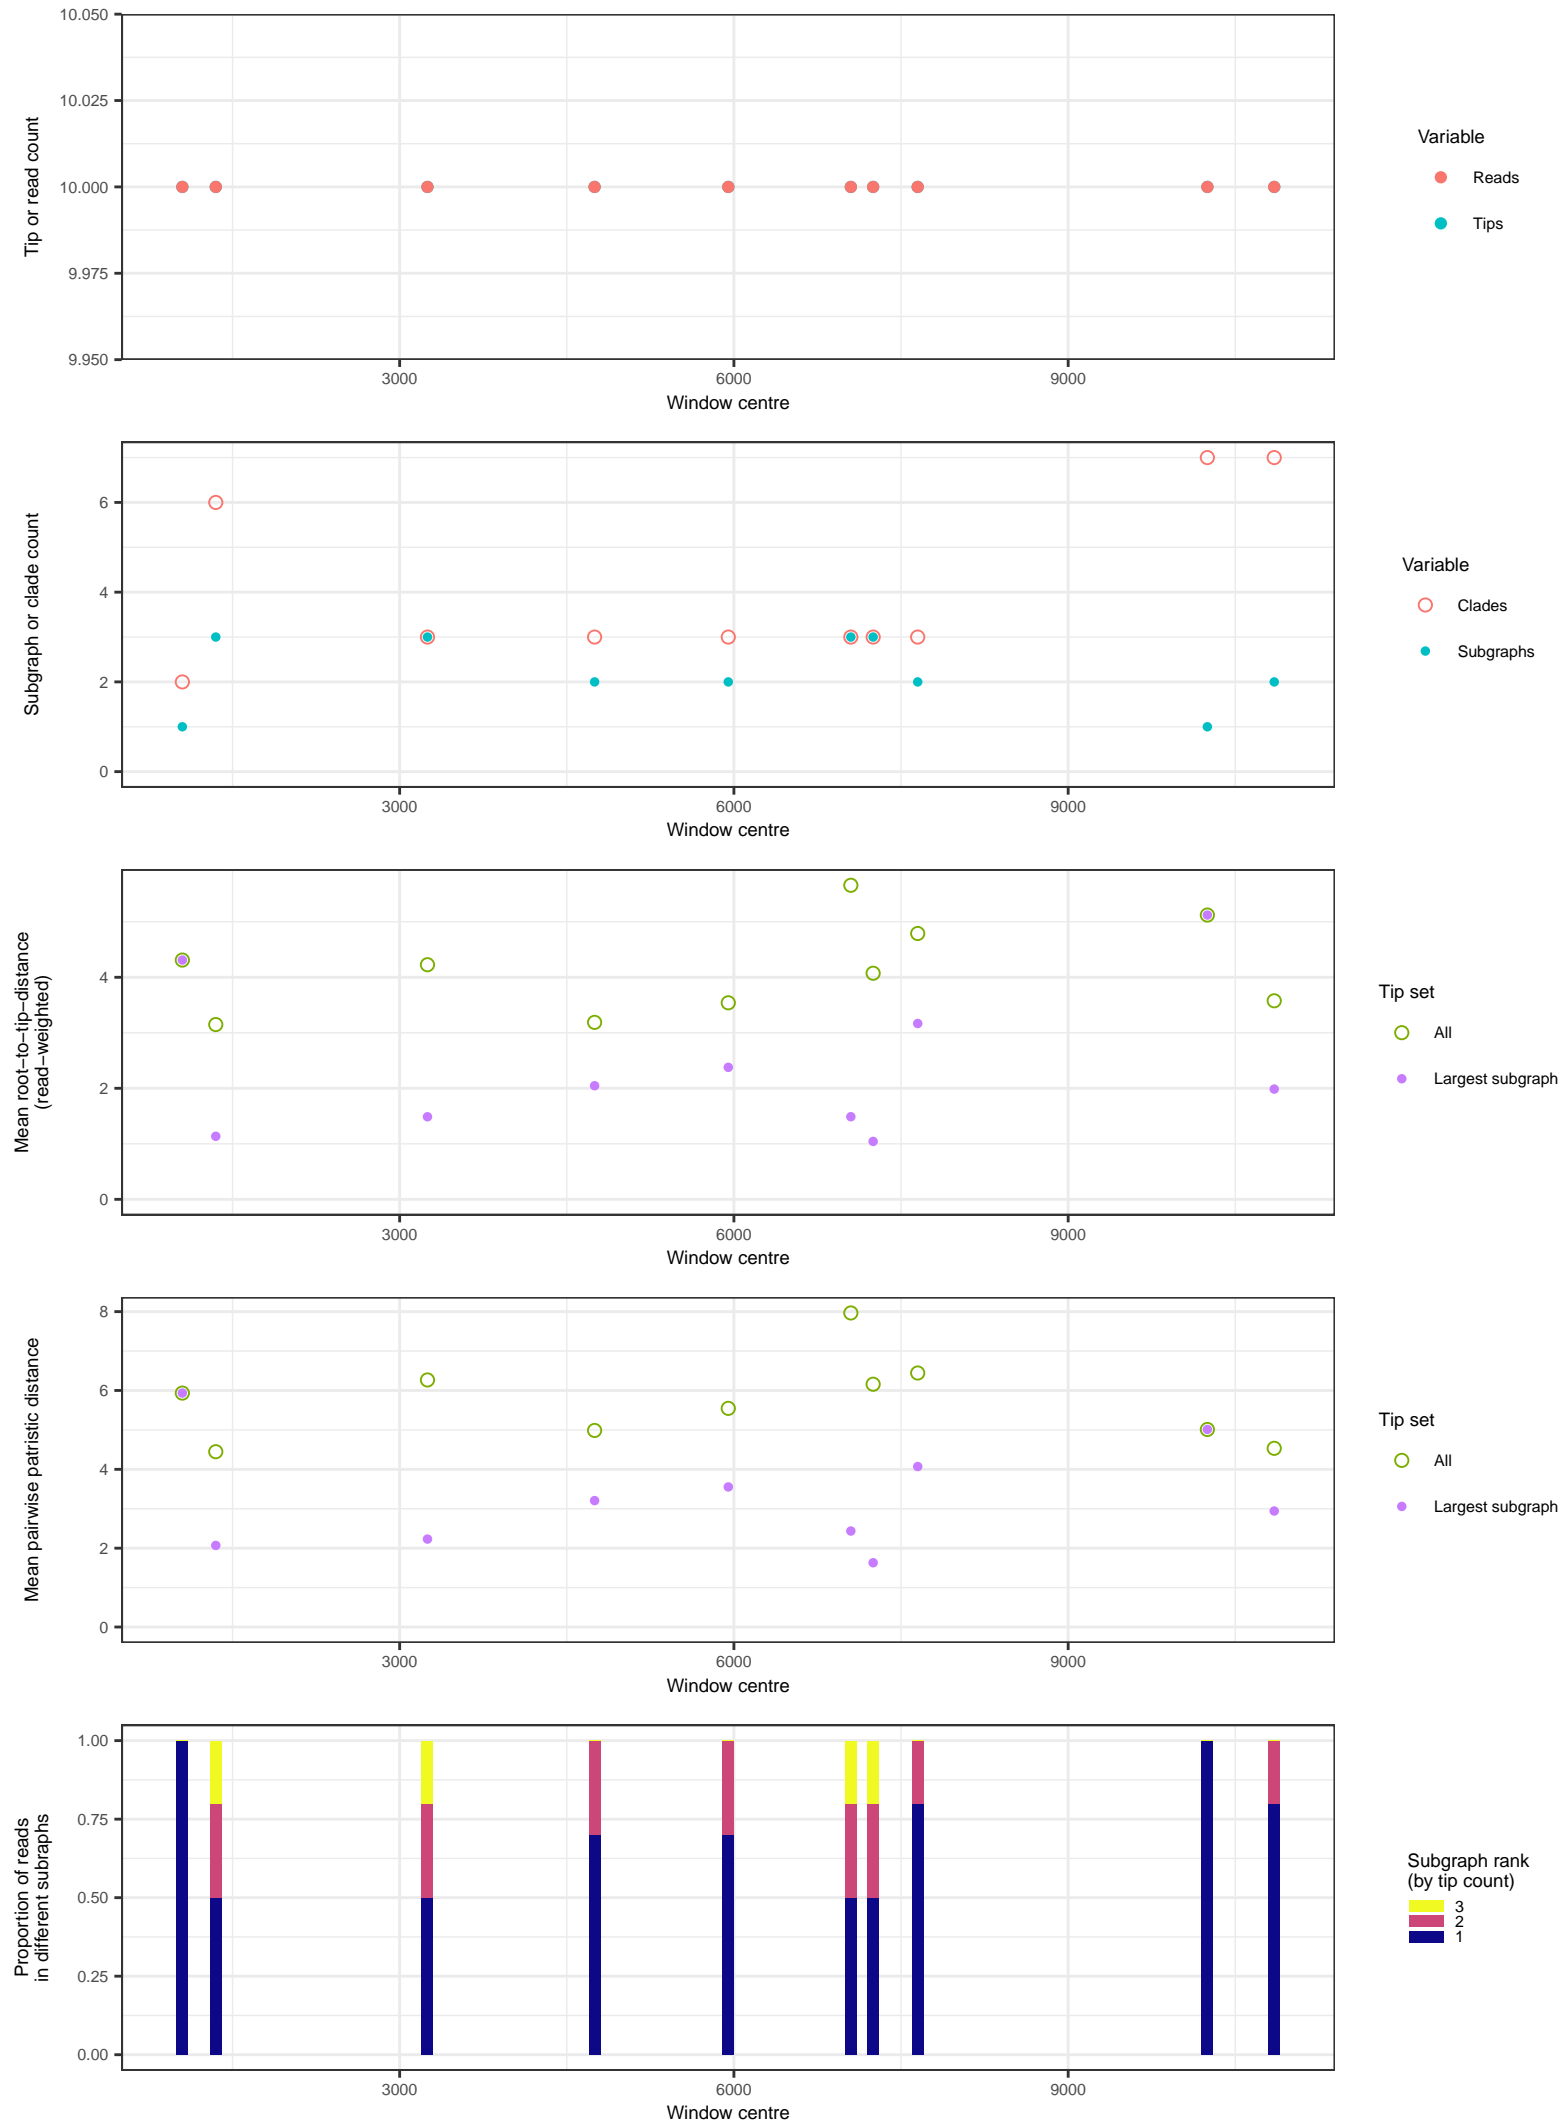 10.050
10.025
10.000
9.975
9.950
Tip or read count
3000
6000
9000
Window centre
Variable
Reads
Tips
6
4
2
0
Subgraph or clade count
3000
6000
9000
Window centre
Variable
Clades
Subgraphs
4
2
0
Mean root−to−tip−distance
(read−weighted)
3000
6000
9000
Window centre
Tip set
All
Largest subgraph
8
6
4
2
0
Mean pairwise patristic distance
3000
6000
9000
Window centre
Tip set
All
Largest subgraph
1.00
0.75
0.50
0.25
0.00
Proportion of reads
in different subraphs
3000
6000
9000
Window centre
Subgraph rank
(by tip count)
3
2
1